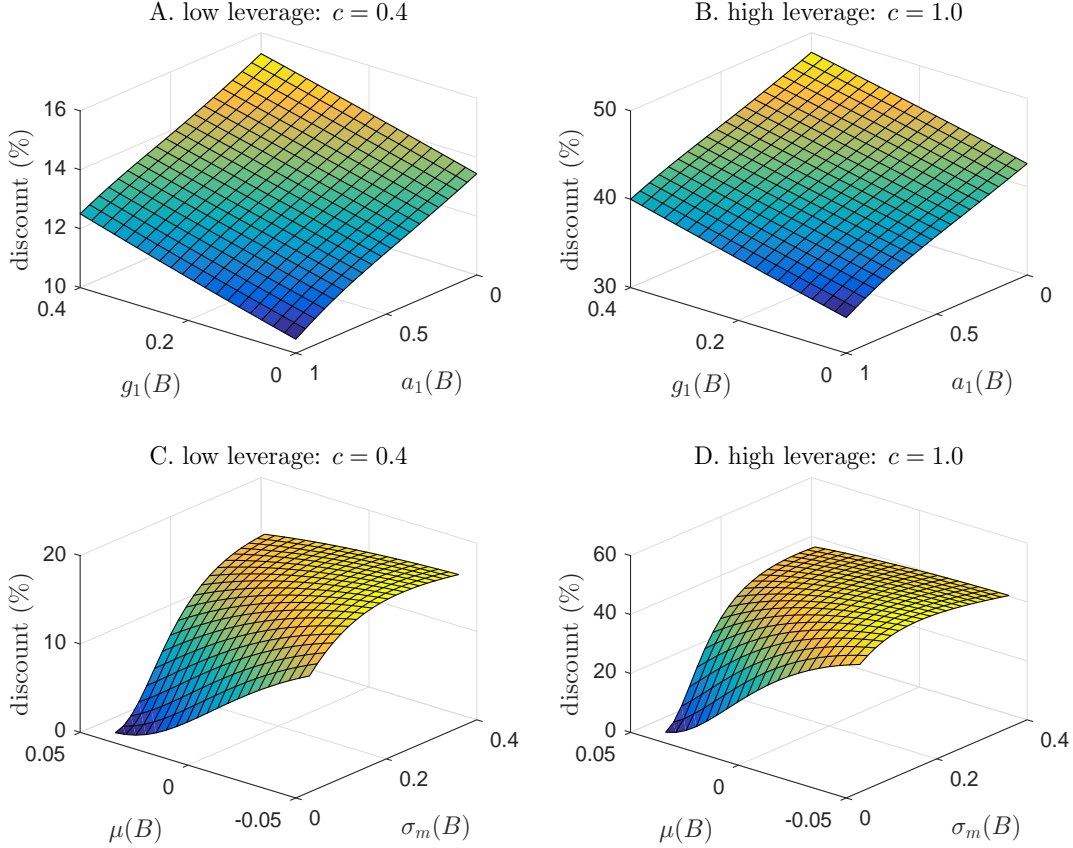 A. low leverage: c = 0.4
16
14
12
10
discount (%)
0.4
0.2
0
g₁(B)
1
0.5
0
a₁(B)
B. high leverage: c = 1.0
50
40
30
discount (%)
0.4
0.2
0
g₁(B)
1
0.5
0
a₁(B)
C. low leverage: c = 0.4
20
10
0
discount (%)
0.05
0
-0.05
μ(B)
0
0.2
0.4
σₘ(B)
D. high leverage: c = 1.0
60
40
20
0
discount (%)
0.05
0
-0.05
μ(B)
0
0.2
0.4
σₘ(B)